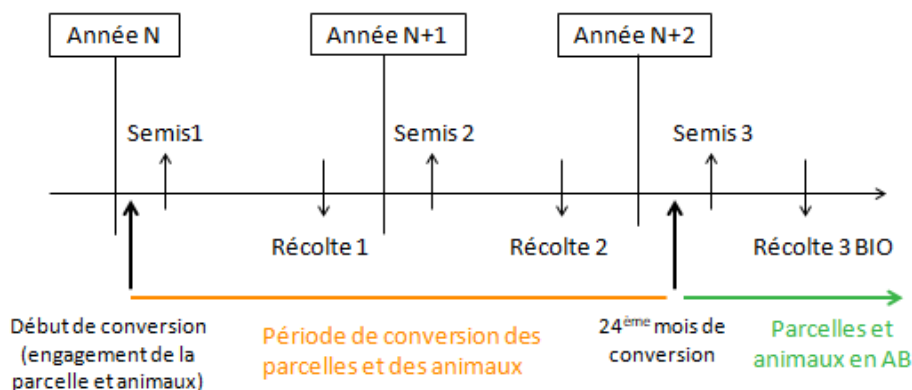 Année N
Année N+1
Année N+2
Semis1
Semis 2
Semis 3
Récolte 1
Récolte 2
Récolte 3 BIO
Début de conversion
(engagement de la
parcelle et animaux)
Période de conversion des
parcelles et des animaux
24ème mois de
conversion
Parcelles et
animaux en AB